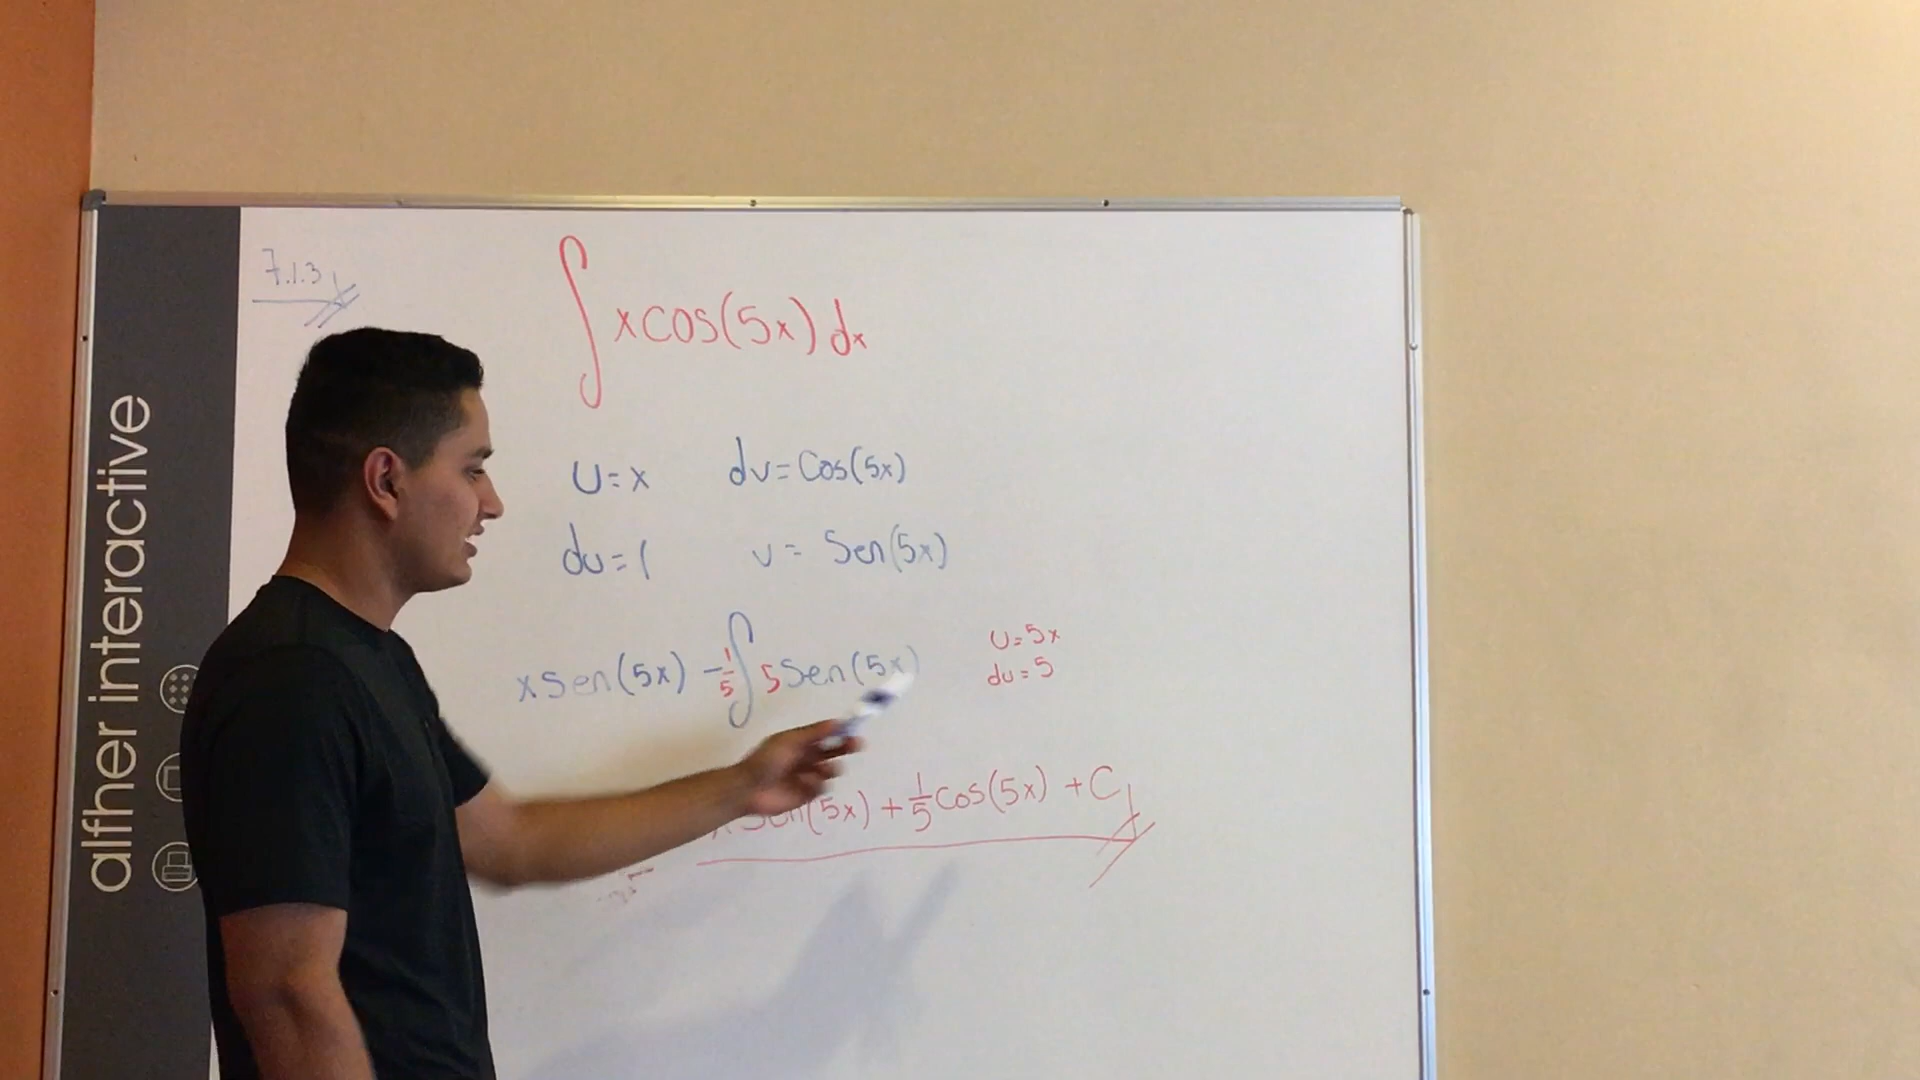 alfher interactive
7.1.3
∫ x cos(5x) dx
U = x dv = Cos(5x)
du = 1 v = Sen(5x)
x Sen(5x) - 1/5 ∫ 5 Sen(5x)
U = 5x
du = 5
x Sen(5x) + 1/5 Cos(5x) + C